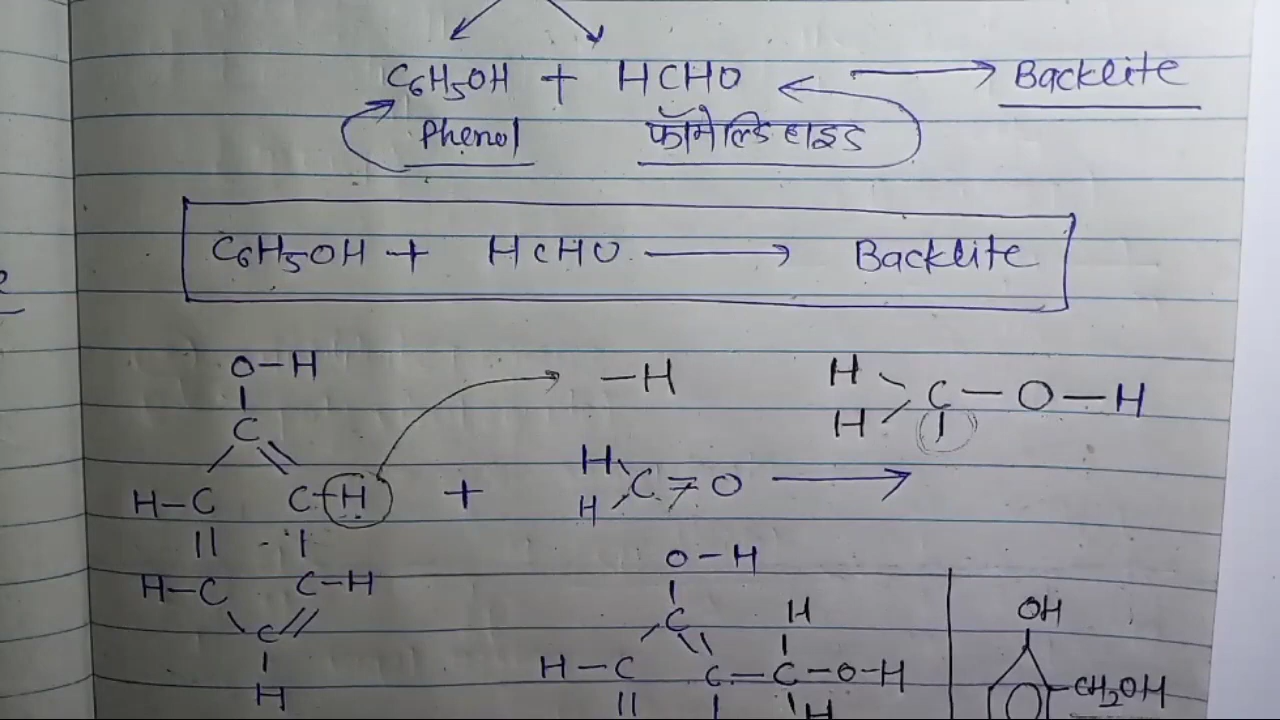 C6H5OH + HCHO ⟶ Backlite
Phenol फॉर्मेल्डिहाइड
C6H5OH + HCHO ⟶ Backlite
O–H –H H
C C–O–H
H
H–C C–H + H C=O ⟶
H
H–C C–H
C
H
O–H
C H
H–C C–C–O–H
H
OH
CH2OH